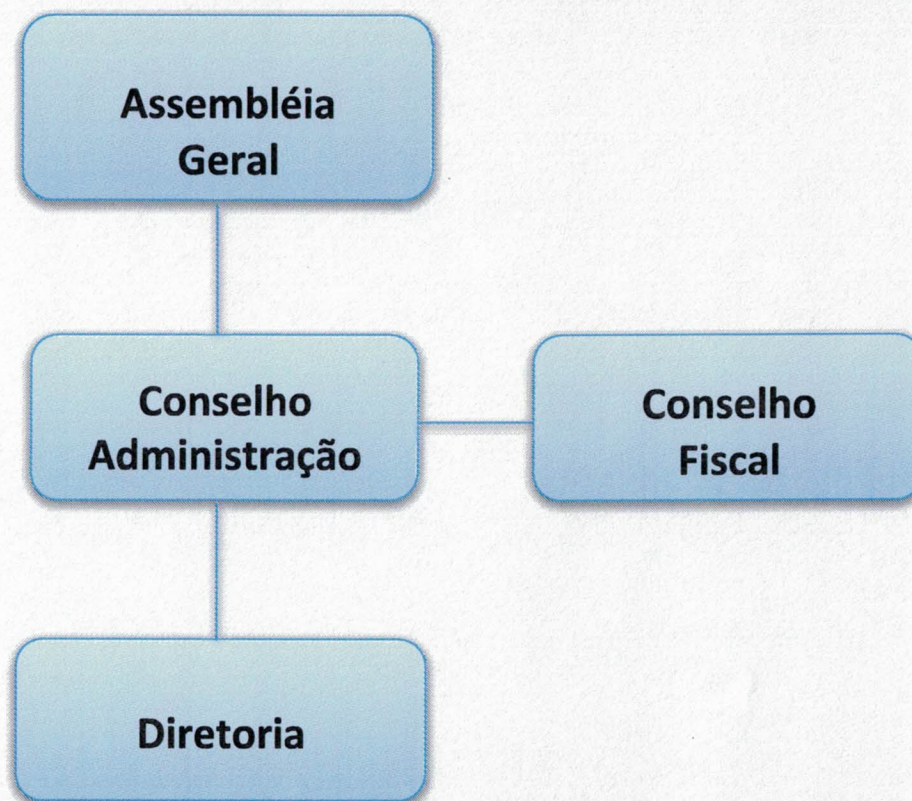 Assembléia
Geral
Conselho
Administração
Conselho
Fiscal
Diretoria